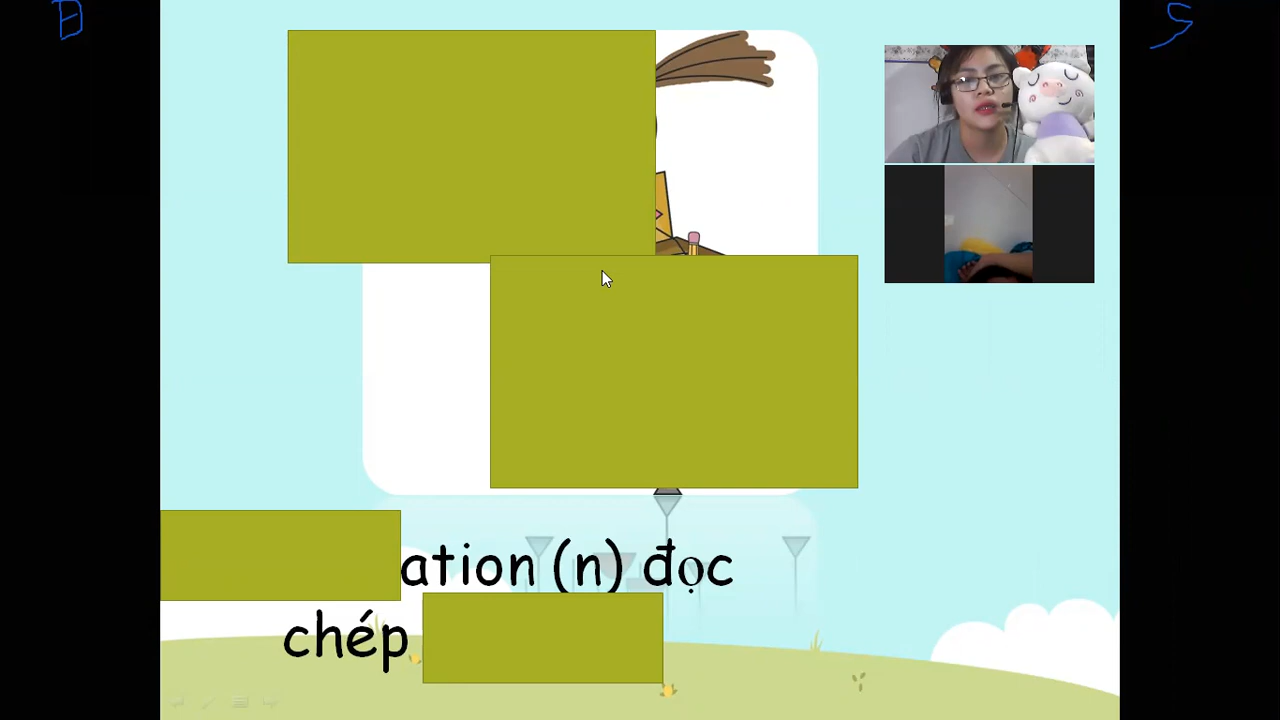 Đ
S
ation (n) đọc
chép